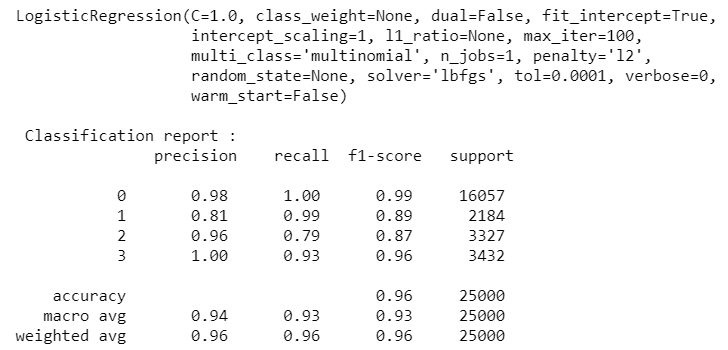 LogisticRegression(C=1.0, class_weight=None, dual=False, fit_intercept=True,
intercept_scaling=1, l1_ratio=None, max_iter=100,
multi_class='multinomial', n_jobs=1, penalty='l2',
random_state=None, solver='lbfgs', tol=0.0001, verbose=0,
warm_start=False)
Classification report :
precision recall f1-score support
0 0.98 1.00 0.99 16057
1 0.81 0.99 0.89 2184
2 0.96 0.79 0.87 3327
3 1.00 0.93 0.96 3432
accuracy 0.96 25000
macro avg 0.94 0.93 0.93 25000
weighted avg 0.96 0.96 0.96 25000